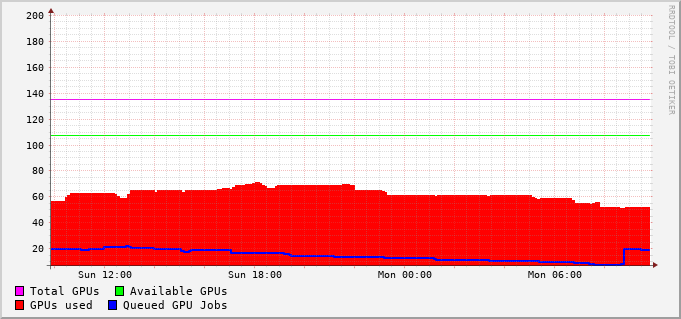 200
180
160
140
120
100
80
60
40
20
Sun 12:00 Sun 18:00 Mon 00:00 Mon 06:00
Total GPUs Available GPUs
GPUs used Queued GPU Jobs
RRDTOOL / TOBI OETIKER